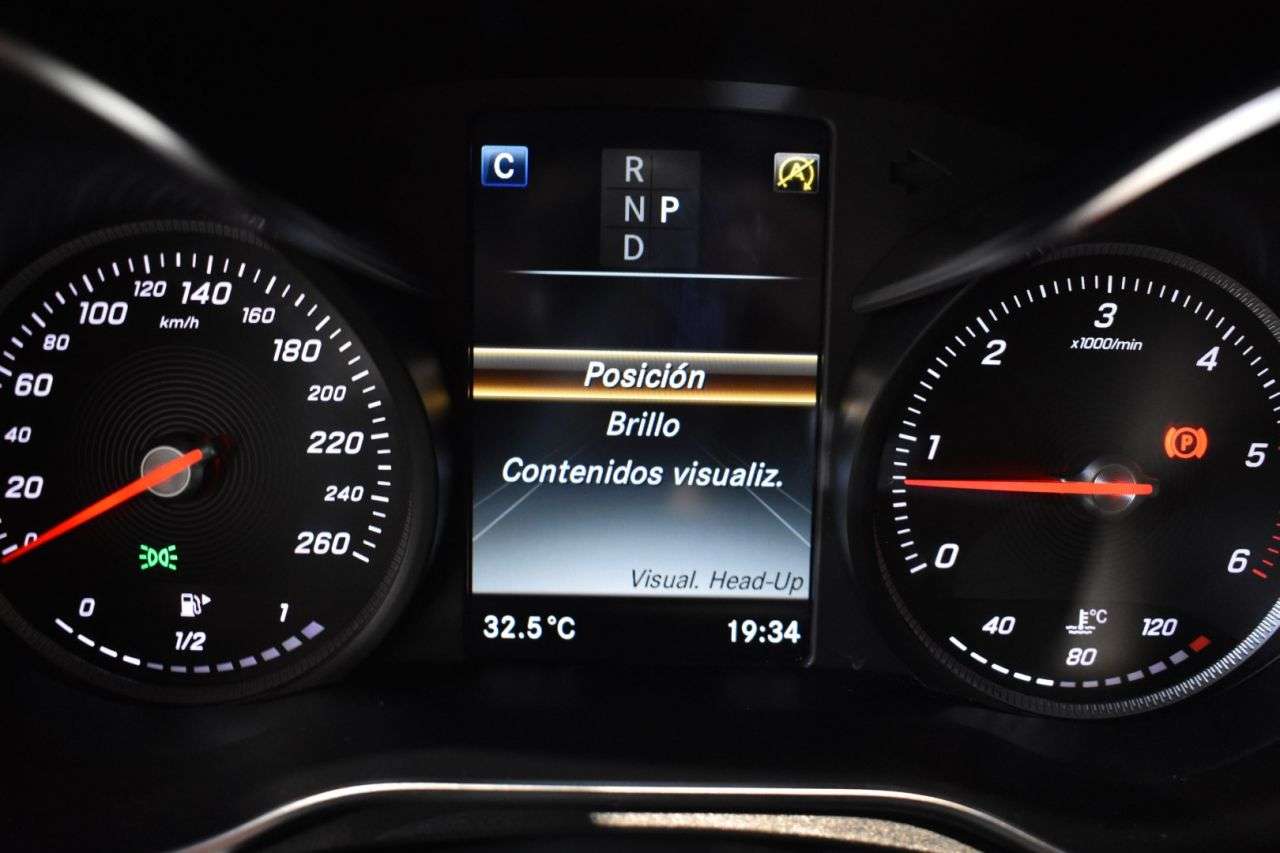 C
R
N P
D
A
Posición
Brillo
Contenidos visualiz.
Visual. Head-Up
32.5°C
19:34
0
20
40
60
80
100
120
140
160
180
200
220
240
260
km/h
0
1/2
1
0
1
2
3
4
5
6
x1000/min
P
40
80
120
°C